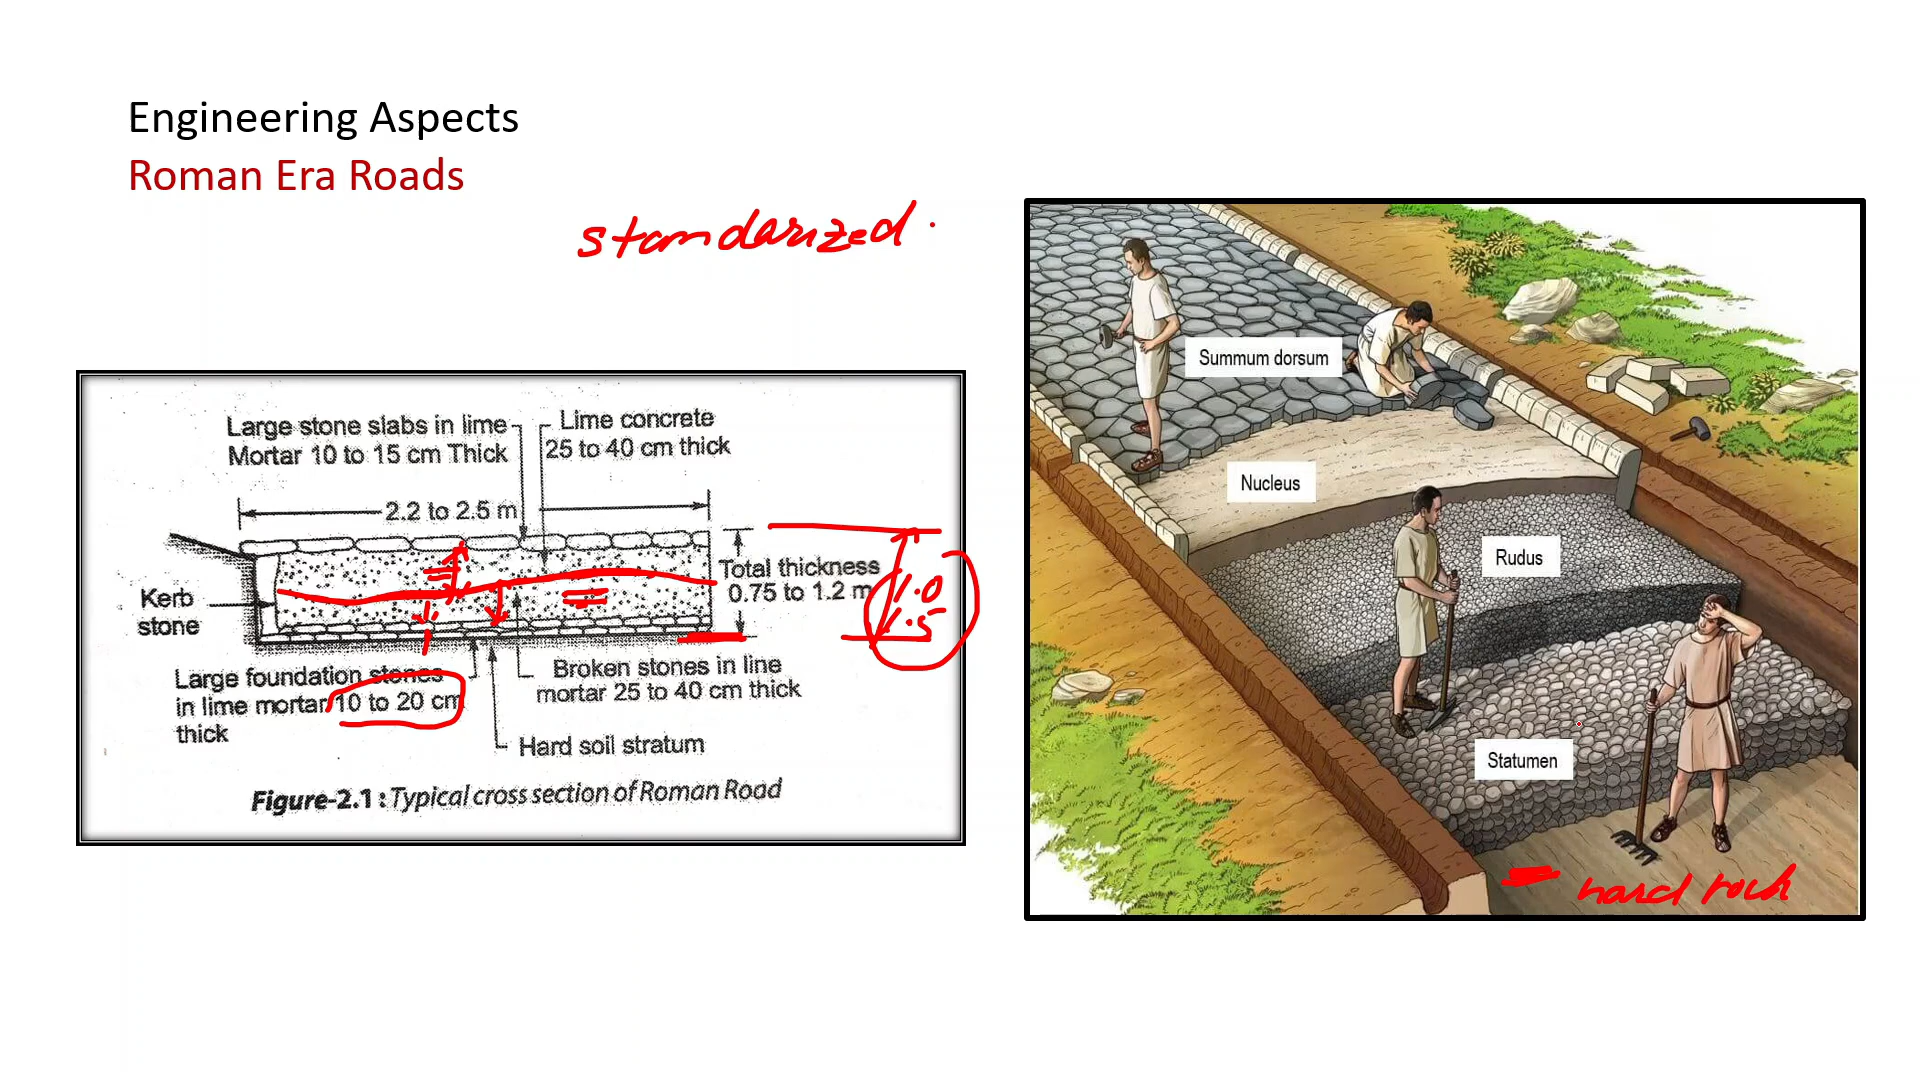 Engineering Aspects
Roman Era Roads
standarized.
Large stone slabs in lime
Mortar 10 to 15 cm Thick
Lime concrete
25 to 40 cm thick
2.2 to 2.5 m
Total thickness
0.75 to 1.2 m
1.0
1.5
Kerb
stone
Large foundation stones
in lime mortar 10 to 20 cm
thick
Broken stones in line
mortar 25 to 40 cm thick
Hard soil stratum
Figure-2.1 : Typical cross section of Roman Road
Summum dorsum
Nucleus
Rudus
Statumen
hard rock